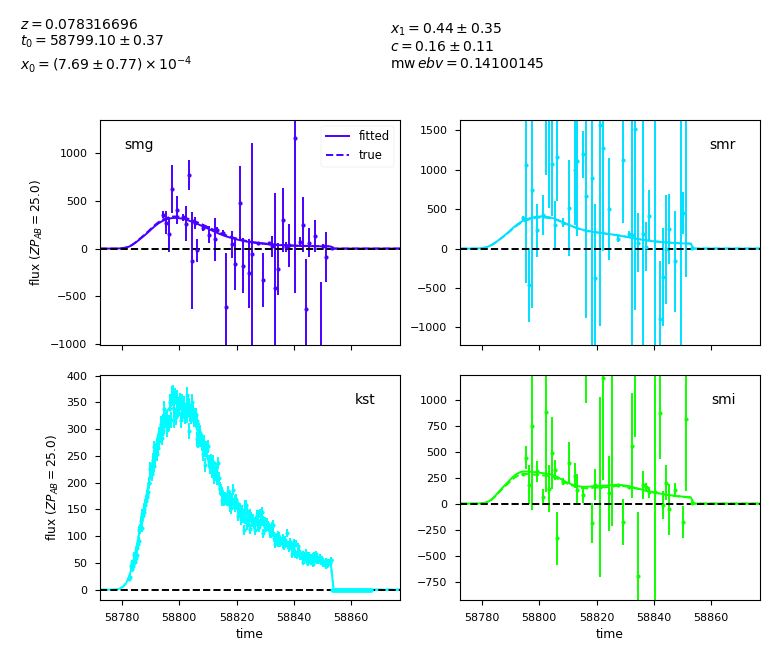 z = 0.078316696
t₀ = 58799.10 ± 0.37
x₀ = (7.69 ± 0.77) × 10⁻⁴
x₁ = 0.44 ± 0.35
c = 0.16 ± 0.11
mw ebv = 0.14100145
smg
fitted
true
1000
500
0
−500
−1000
flux (ZP_AB = 25.0)
smr
1500
1000
500
0
−500
−1000
kst
400
350
300
250
200
150
100
50
0
flux (ZP_AB = 25.0)
58780 58800 58820 58840 58860
time
smi
1000
750
500
250
0
−250
−500
−750
58780 58800 58820 58840 58860
time